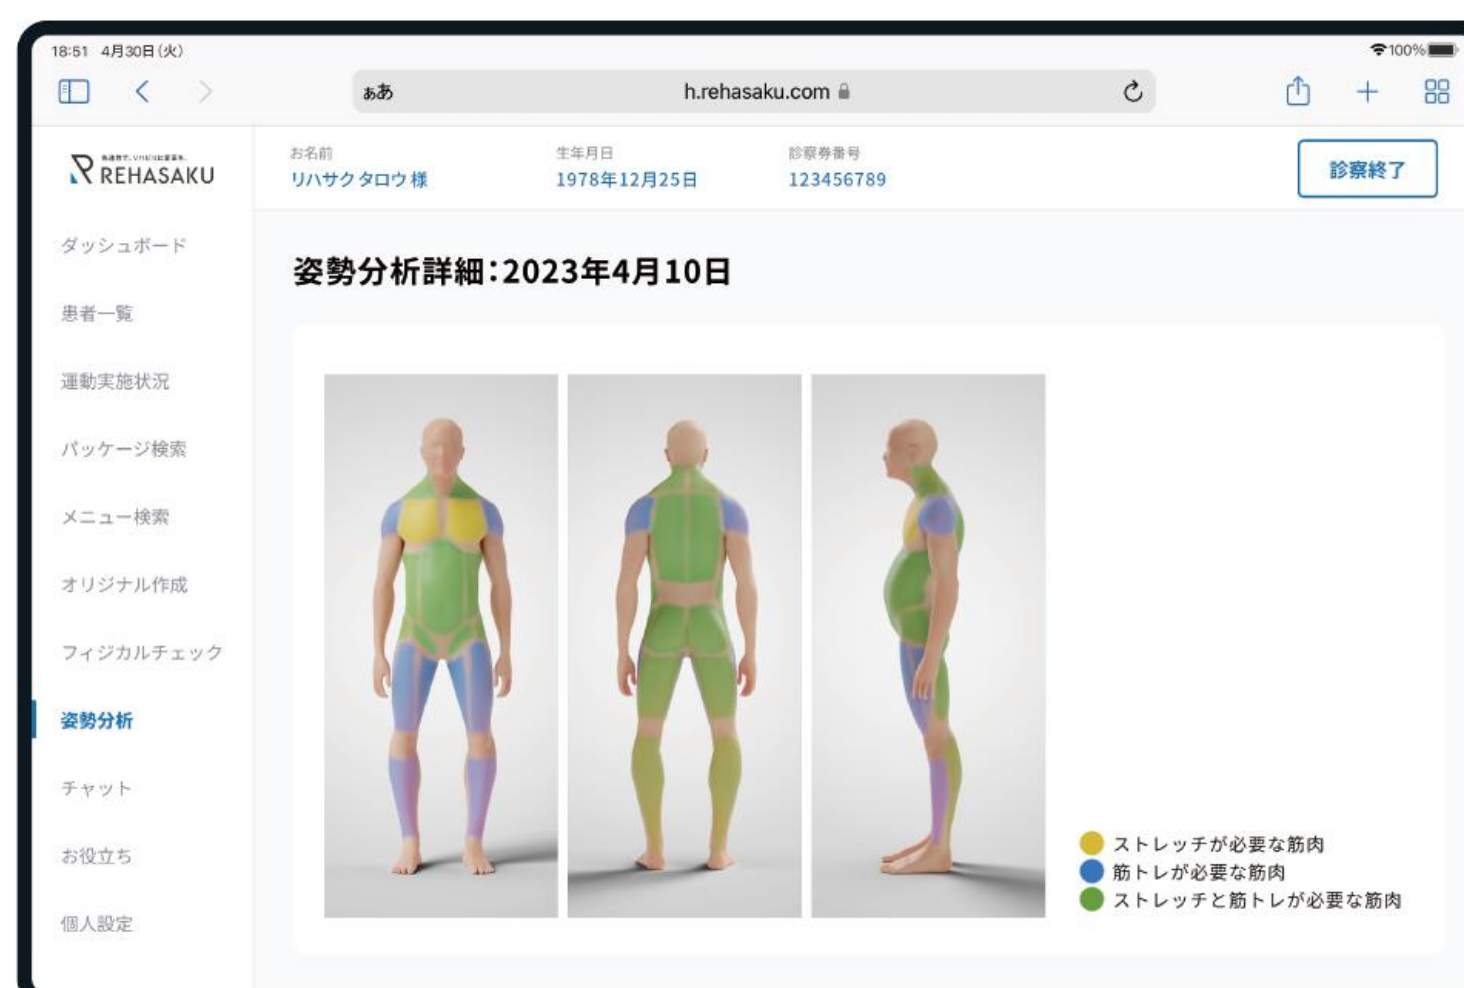 18:51 4月30日(火)
100%
ぁあ
h.rehasaku.com
REHASAKU
お名前
生年月日
診察券番号
リハサク タロウ 様
1978年12月25日
123456789
診察終了
ダッシュボード
患者一覧
運動実施状況
パッケージ検索
メニュー検索
オリジナル作成
フィジカルチェック
姿勢分析
チャット
お役立ち
個人設定
姿勢分析詳細：2023年4月10日
ストレッチが必要な筋肉
筋トレが必要な筋肉
ストレッチと筋トレが必要な筋肉